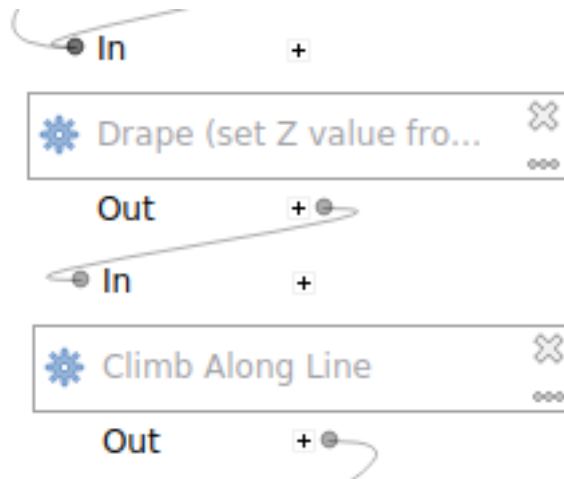 In
Drape (set Z value fro...
Out
In
Climb Along Line
Out